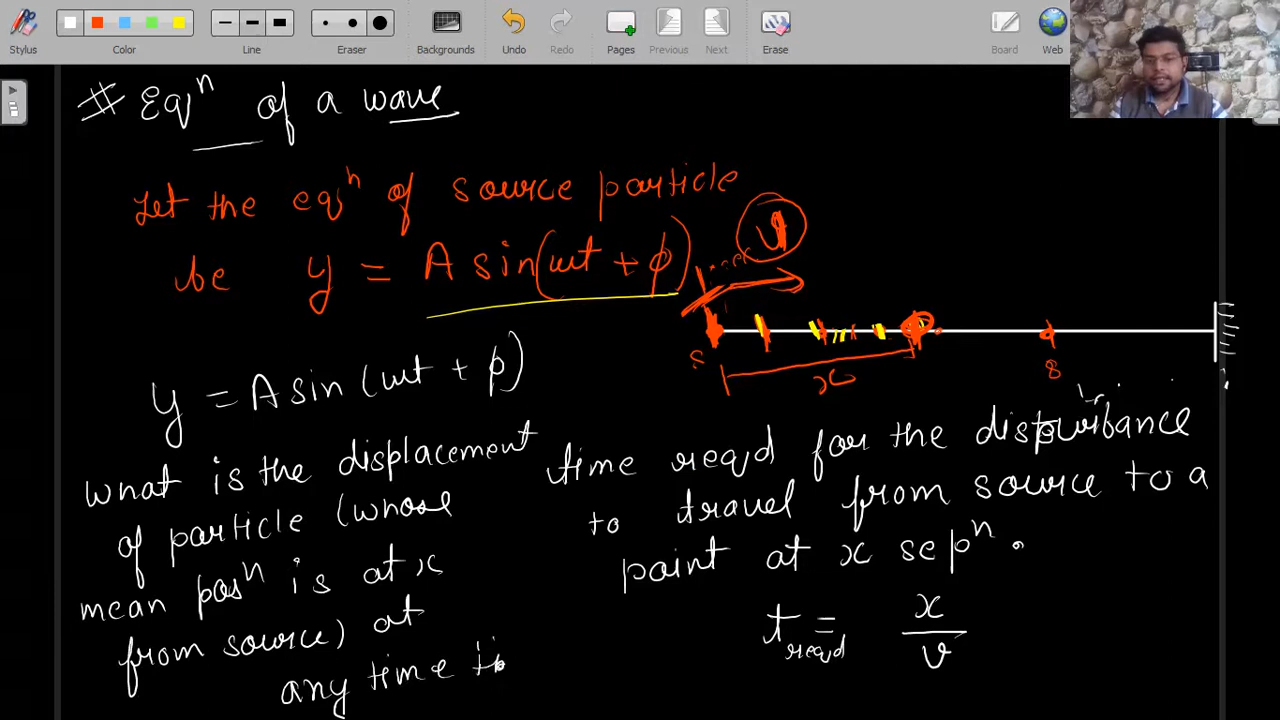 Stylus
Color
Line
Eraser
Backgrounds
Undo
Redo
Pages
Previous
Next
Erase
Board
Web
# Eqⁿ of a wave
Let the eqⁿ of source particle
be y = A sin(ωt + φ)
v
S
x
8
y = A sin (ωt + φ)
what is the displacement
of particle (whose
mean posⁿ is at x
from source) at
any time t
time reqd for the disturbance
to travel from source to a
point at x sepⁿ.
t reqd = x/v